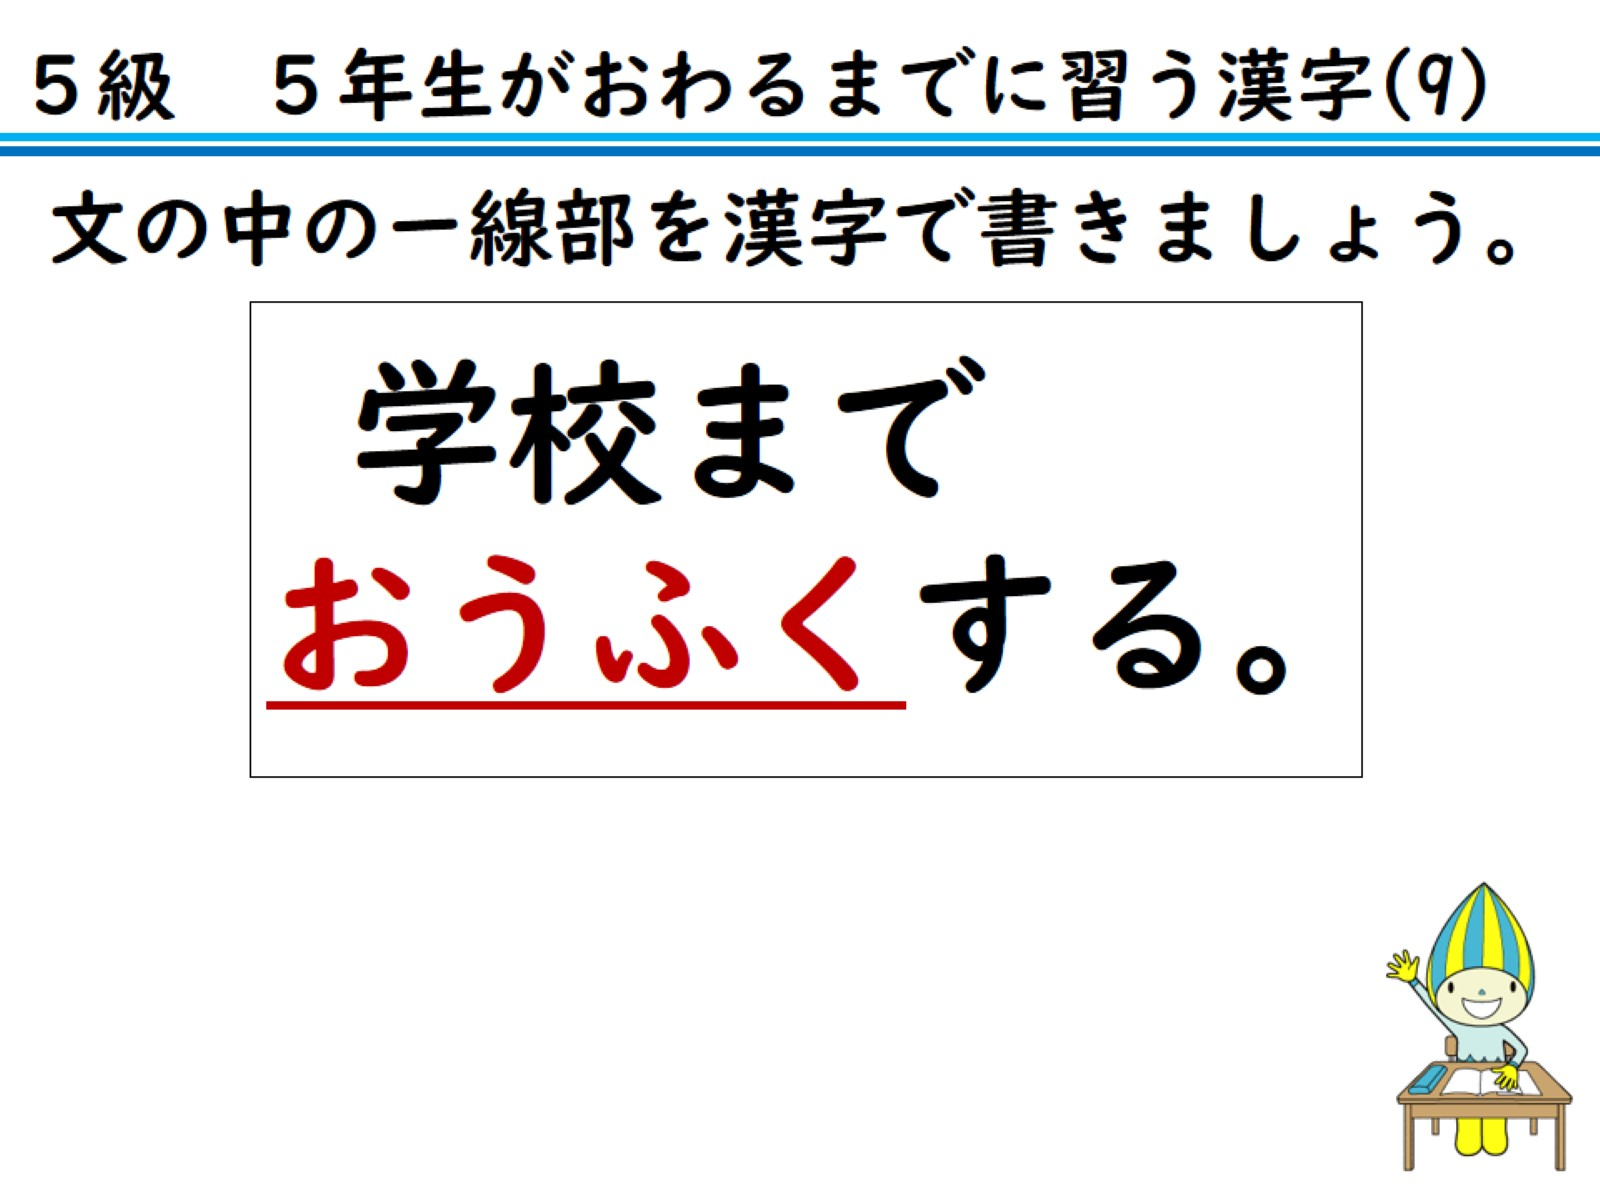 ５級　５年生がおわるまでに習う漢字(9)
文の中の一線部を漢字で書きましょう。
学校まで
おうふくする。